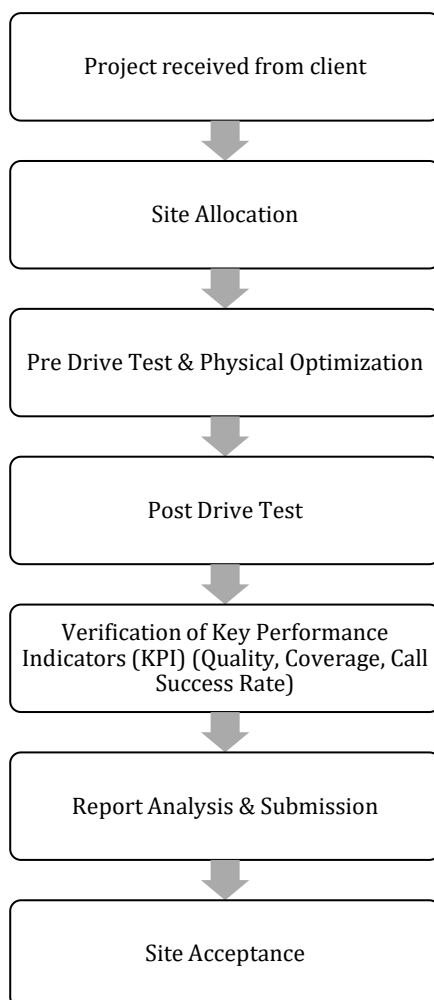 Project received from client
Site Allocation
Pre Drive Test & Physical Optimization
Post Drive Test
Verification of Key Performance
Indicators (KPI) (Quality, Coverage, Call
Success Rate)
Report Analysis & Submission
Site Acceptance